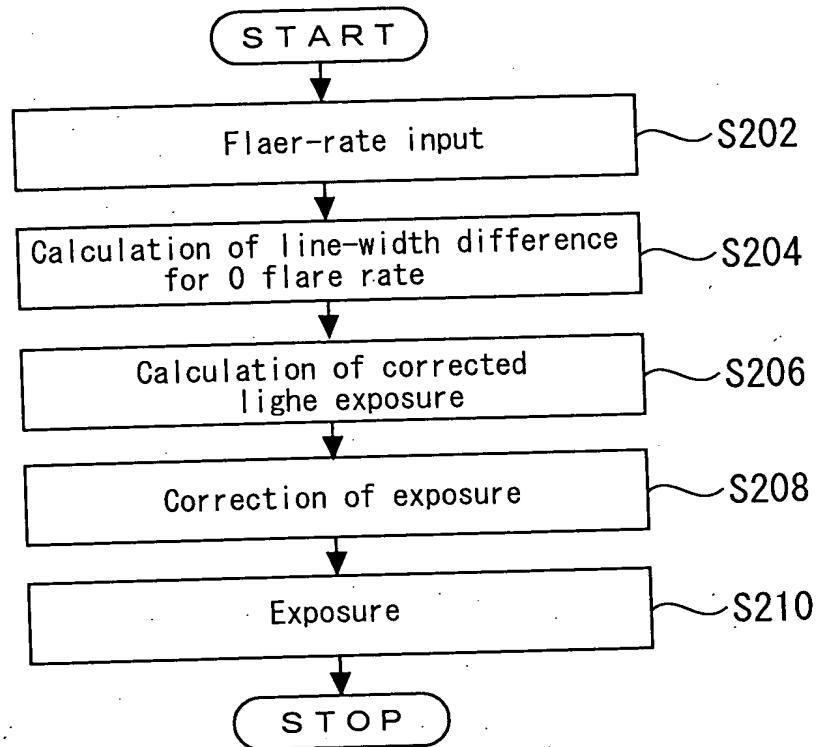 START
Flaer-rate input
S202
Calculation of line-width difference
for 0 flare rate
S204
Calculation of corrected
lighe exposure
S206
Correction of exposure
S208
Exposure
S210
STOP